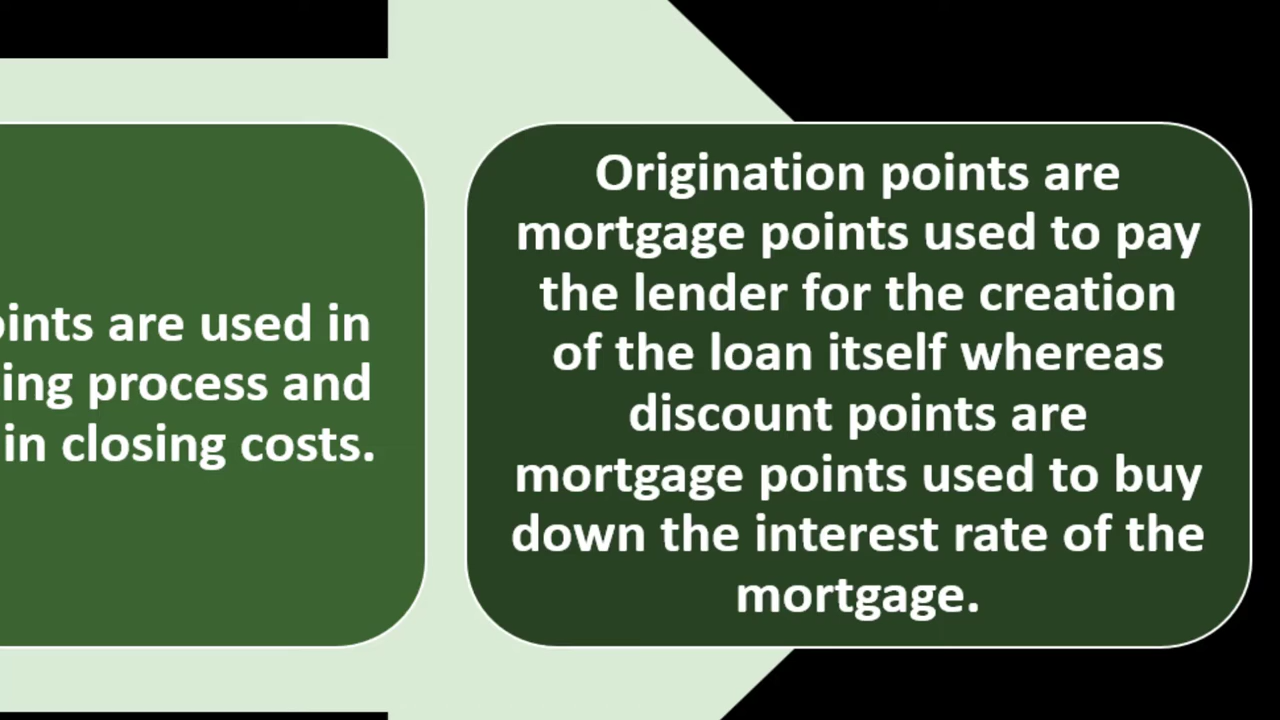 are used in
process and
in closing costs.
Origination points are
mortgage points used to pay
the lender for the creation
of the loan itself whereas
discount points are
mortgage points used to buy
down the interest rate of the
mortgage.